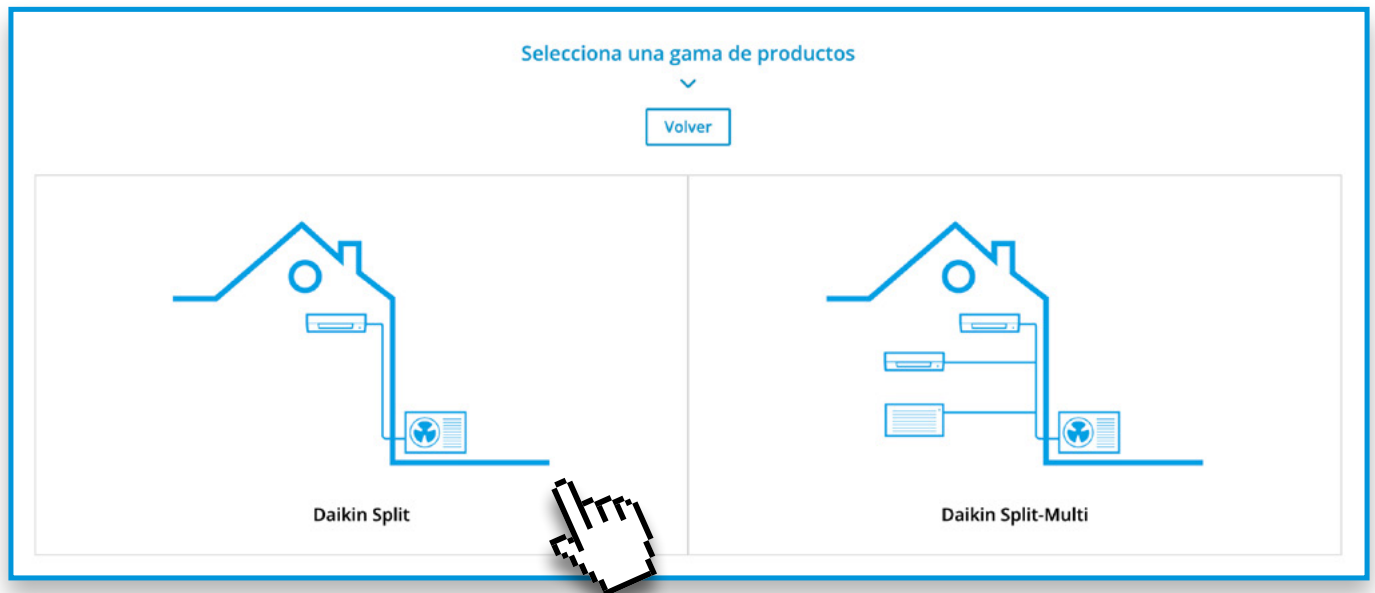 Selecciona una gama de productos
Volver
Daikin Split
Daikin Split-Multi